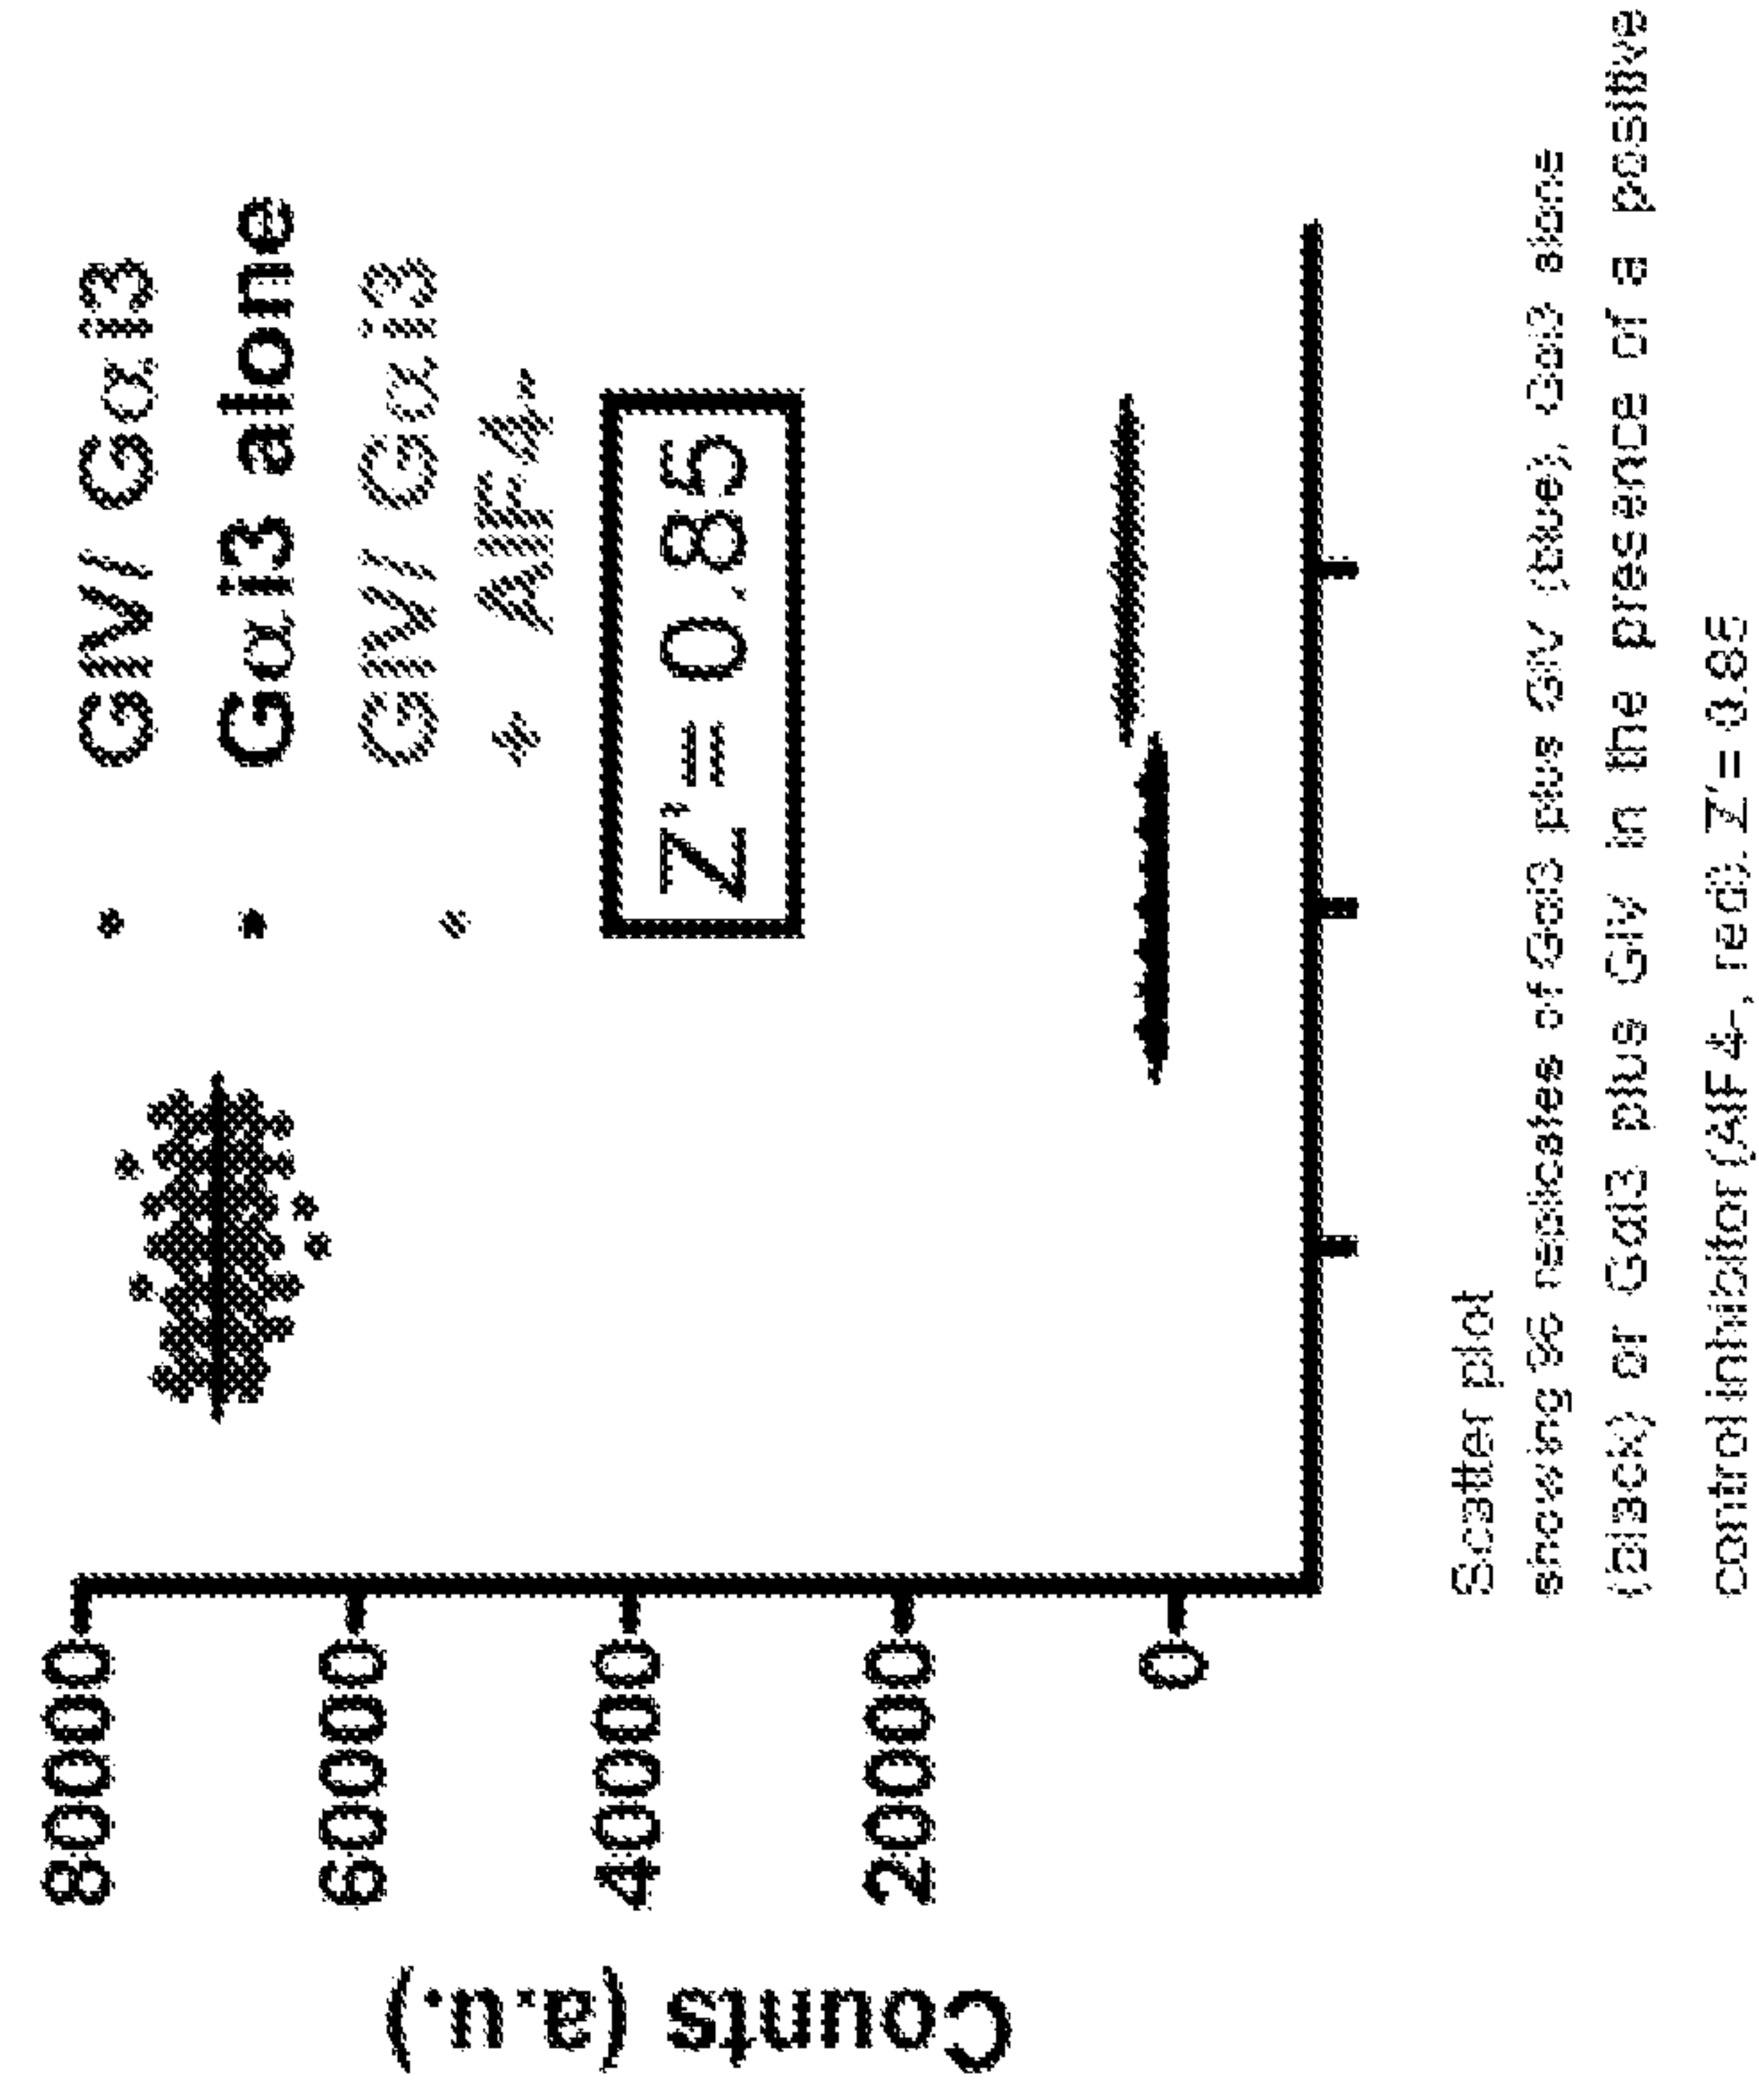 Counts (a.u.)
80000
60000
40000
20000
0
GIV/ Gαi3
Gαi3 alone
GIV/ Gαi3
+ AlF4-
Z'= 0.85
Scatter plot
showing 96 replicates of Gαi3 plus GIV (blue), Gαi3 alone
(black) or Gαi3 plus GIV in the presence of a positive
control inhibitor (AlF4-, red). Z'= 0.85